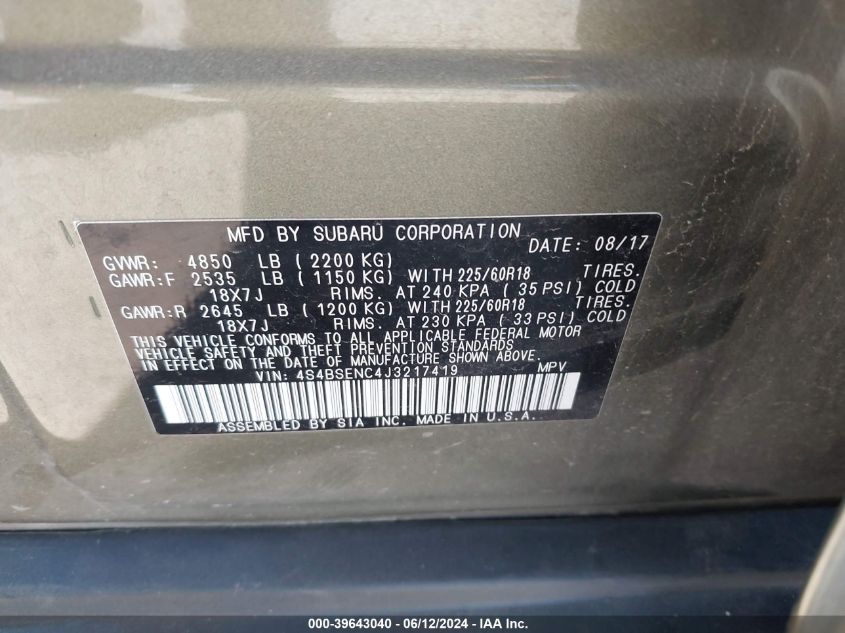 MFD BY SUBARU CORPORATION DATE: 08/17
GVWR: 4850 LB (2200 KG)
GAWR:F 2535 LB (1150 KG) WITH 225/60R18 TIRES.
18X7J RIMS. AT 240 KPA ( 35 PSI) COLD
GAWR:R 2645 LB (1200 KG) WITH 225/60R18 TIRES.
18X7J RIMS. AT 230 KPA ( 33 PSI) COLD
THIS VEHICLE CONFORMS TO ALL APPLICABLE FEDERAL MOTOR
VEHICLE SAFETY AND THEFT PREVENTION STANDARDS
IN EFFECT ON THE DATE OF MANUFACTURE SHOWN ABOVE.
VIN: 4S4BSENC4J3217419 MPV
ASSEMBLED BY SIA INC. MADE IN U.S.A.
000-39643040 - 06/12/2024 - IAA Inc.